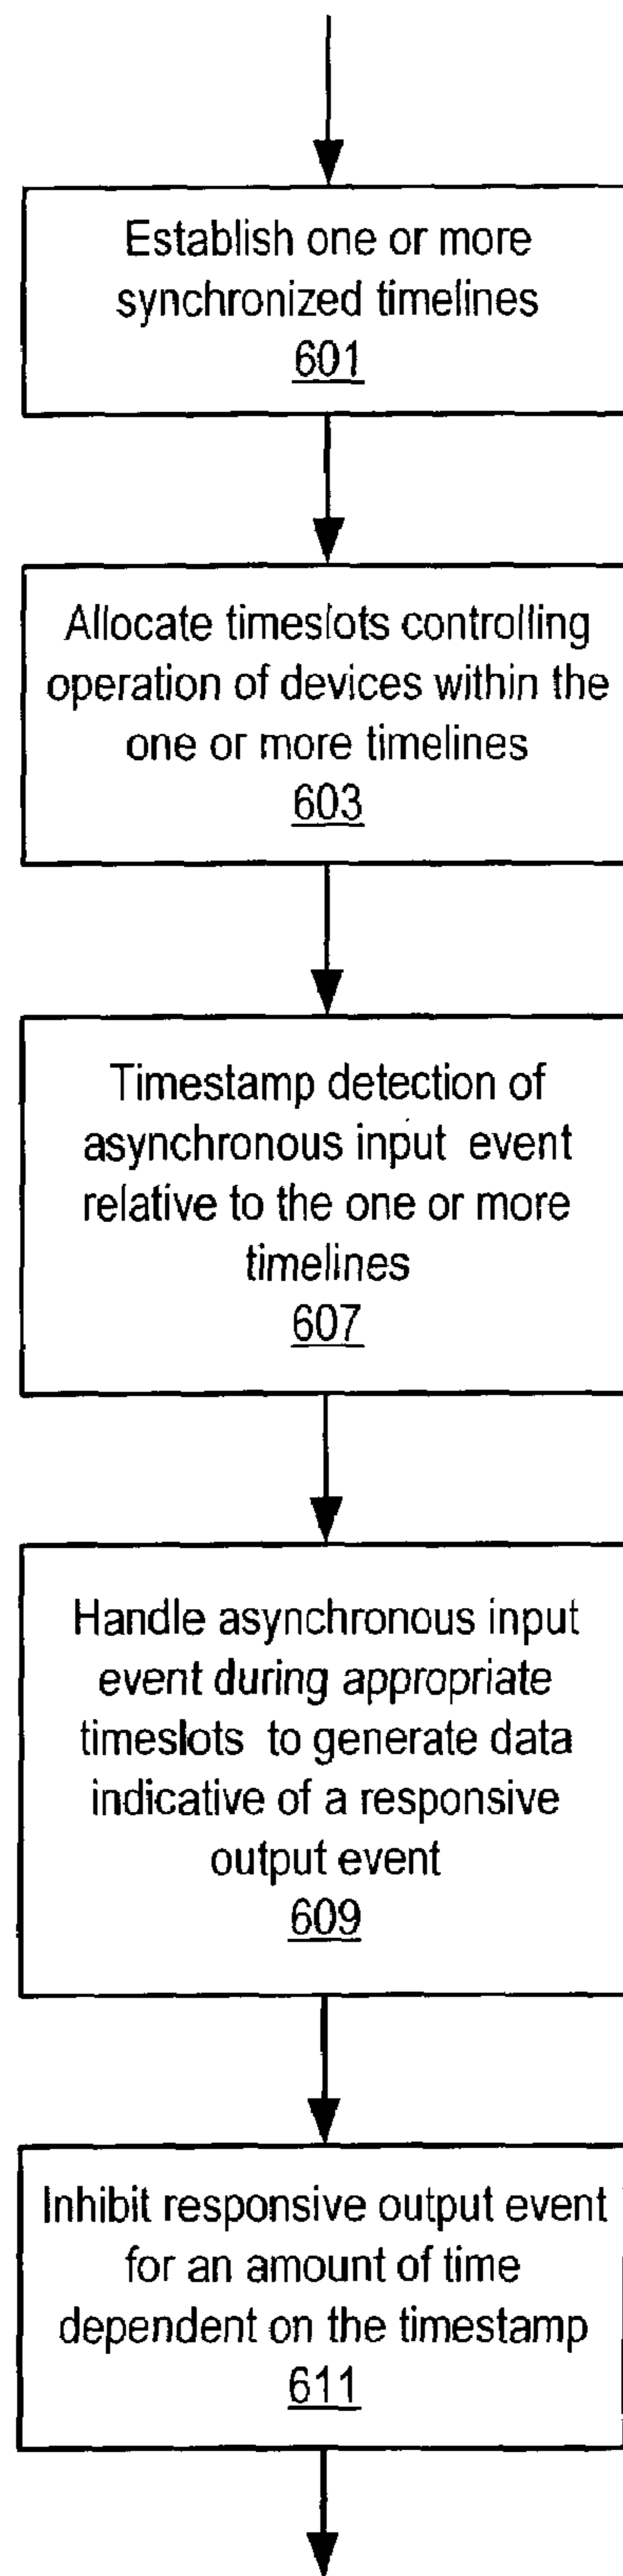 Establish one or more
synchronized timelines
601
Allocate timeslots controlling
operation of devices within the
one or more timelines
603
Timestamp detection of
asynchronous input event
relative to the one or more
timelines
607
Handle asynchronous input
event during appropriate
timeslots to generate data
indicative of a responsive
output event
609
Inhibit responsive output event
for an amount of time
dependent on the timestamp
611